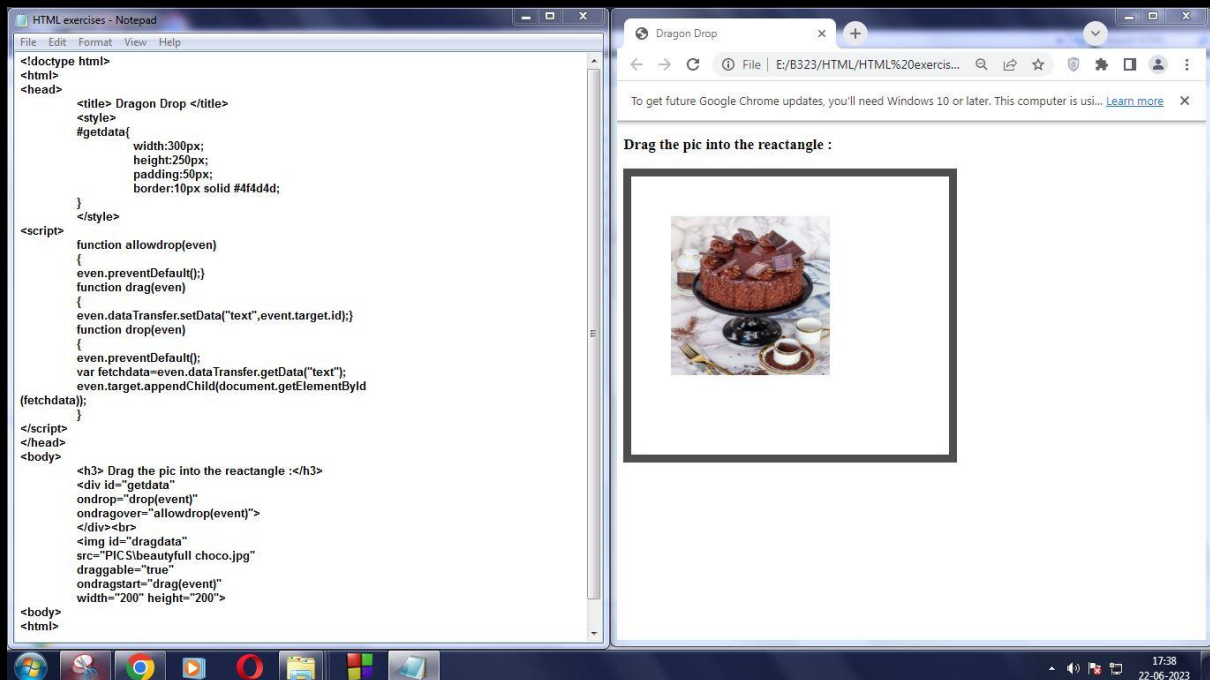 HTML exercises - Notepad
File Edit Format View Help
<!doctype html>
<html>
<head>
<title> Dragon Drop </title>
<style>
#getdata{
width:300px;
height:250px;
padding:50px;
border:10px solid #4f4d4d;
}
</style>
<script>
function allowdrop(even)
{
even.preventDefault();}
function drag(even)
{
even.dataTransfer.setData("text",event.target.id);}
function drop(even)
{
even.preventDefault();
var fetchdata=even.dataTransfer.getData("text");
even.target.appendChild(document.getElementById
(fetchdata));
}
</script>
</head>
<body>
<h3> Drag the pic into the reactangle :</h3>
<div id="getdata"
ondrop="drop(event)"
ondragover="allowdrop(event)">
</div><br>
<img id="dragdata"
src="PICS\beautyfull choco.jpg"
draggable="true"
ondragstart="drag(event)"
width="200" height="200">
<body>
<html>
Dragon Drop
File E:/B323/HTML/HTML%20exercis...
To get future Google Chrome updates, you'll need Windows 10 or later. This computer is usi... Learn more
Drag the pic into the reactangle :
17:38
22-06-2023